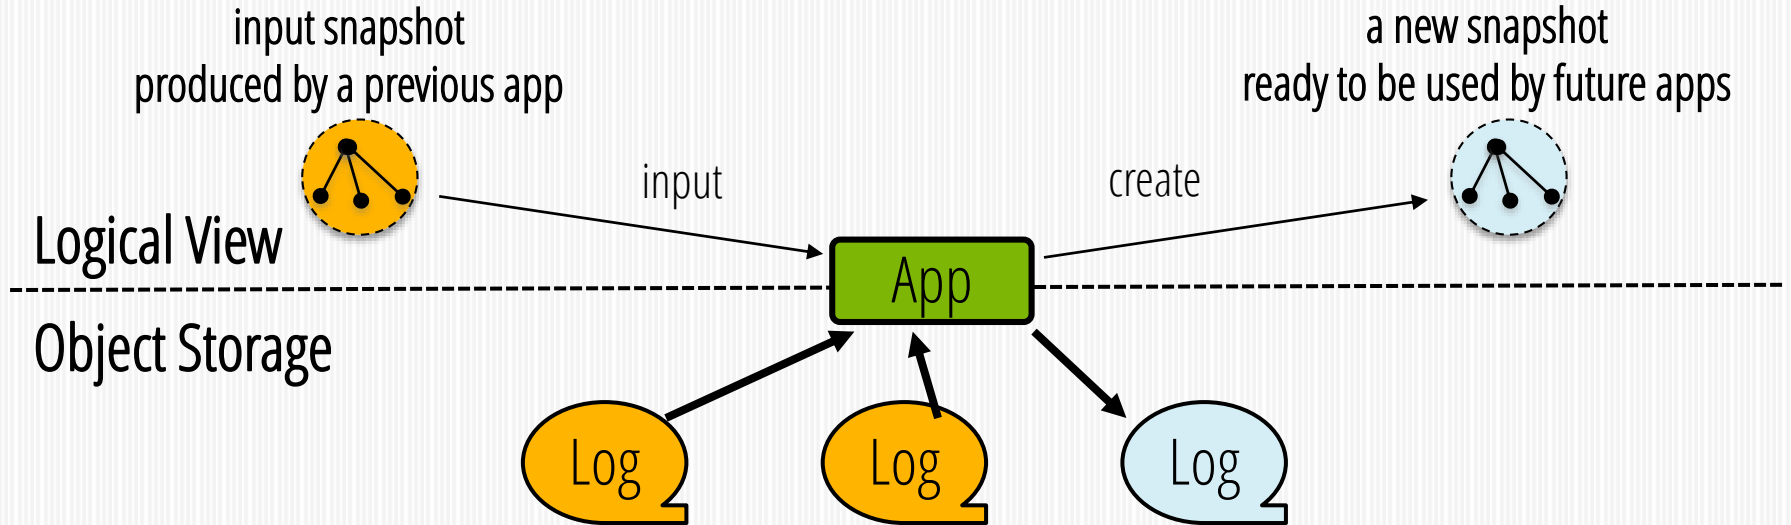 input snapshot
produced by a previous app
a new snapshot
ready to be used by future apps
input
create
Logical View
App
Object Storage
Log
Log
Log